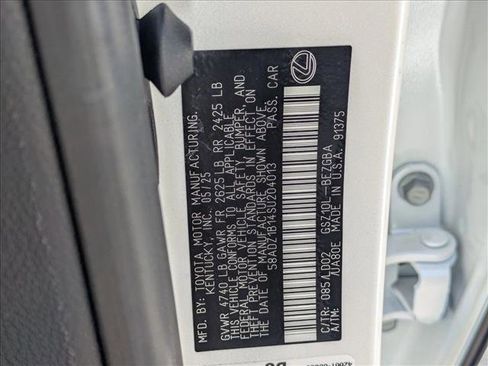 MFD. BY: TOYOTA MOTOR MANUFACTURING,
KENTUCKY, INC. 05/25
GVWR 4740 LB GAWR FR 2625 LB RR 2425 LB
THIS VEHICLE CONFORMS TO ALL APPLICABLE
FEDERAL MOTOR VEHICLE SAFETY, BUMPER, AND
THEFT PREVENTION STANDARDS IN EFFECT ON
THE DATE OF MANUFACTURE SHOWN ABOVE.
58ADZ1B14SU204013 PASS. CAR
C/TR: 085/LD02 GSZ10L-BEZGBA
A/TM: /UA80E MADE IN U.S.A. 91375